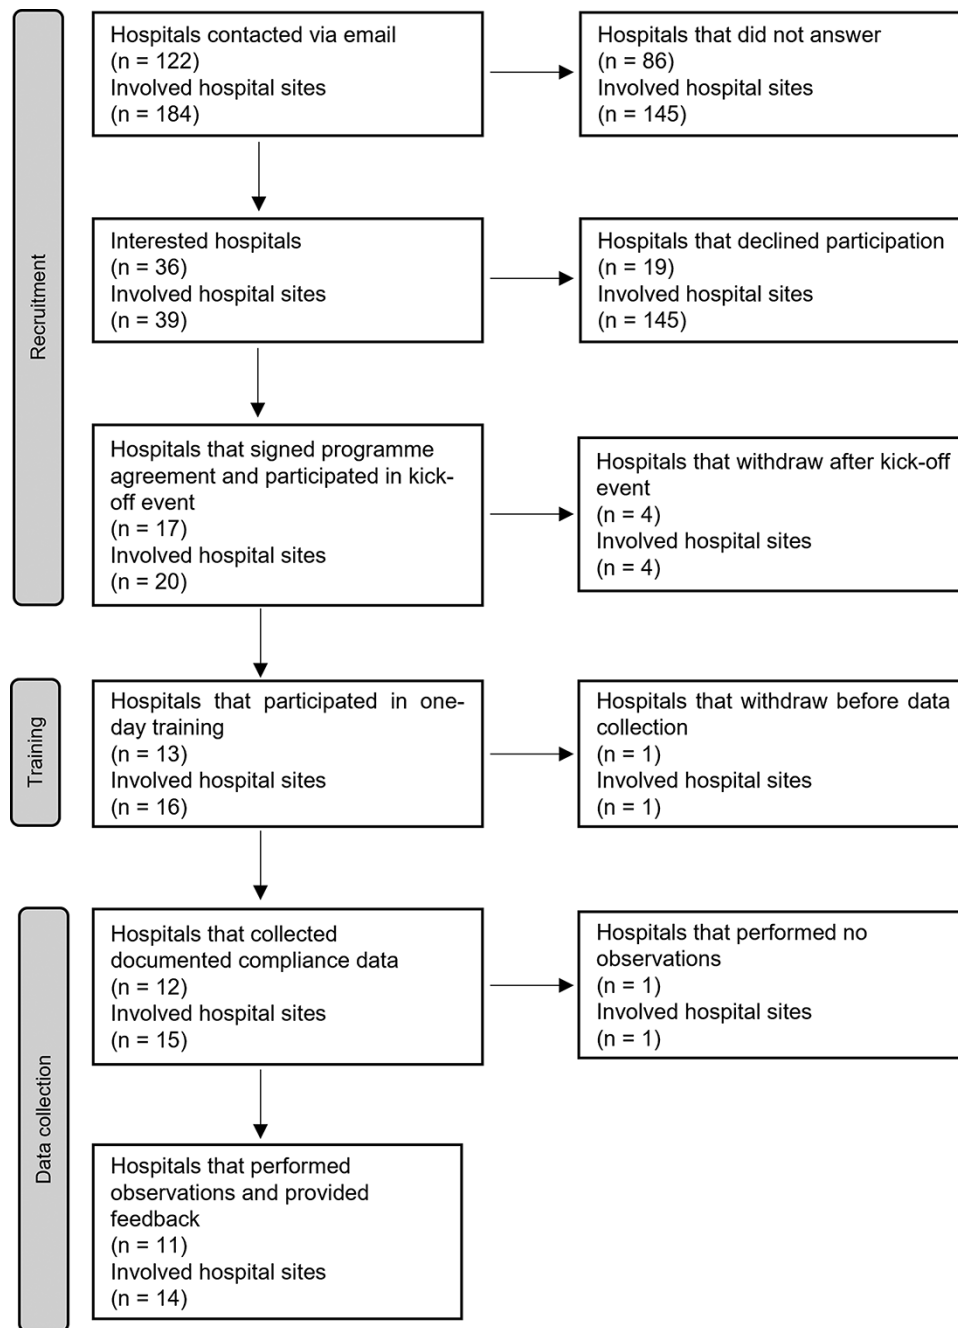 Recruitment
Hospitals contacted via email
(n = 122)
Involved hospital sites
(n = 184)
Hospitals that did not answer
(n = 86)
Involved hospital sites
(n = 145)
Interested hospitals
(n = 36)
Involved hospital sites
(n = 39)
Hospitals that declined participation
(n = 19)
Involved hospital sites
(n = 145)
Hospitals that signed programme
agreement and participated in kick-
off event
(n = 17)
Involved hospital sites
(n = 20)
Hospitals that withdraw after kick-off
event
(n = 4)
Involved hospital sites
(n = 4)
Training
Hospitals that participated in one-
day training
(n = 13)
Involved hospital sites
(n = 16)
Hospitals that withdraw before data
collection
(n = 1)
Involved hospital sites
(n = 1)
Data collection
Hospitals that collected
documented compliance data
(n = 12)
Involved hospital sites
(n = 15)
Hospitals that performed no
observations
(n = 1)
Involved hospital sites
(n = 1)
Hospitals that performed
observations and provided
feedback
(n = 11)
Involved hospital sites
(n = 14)